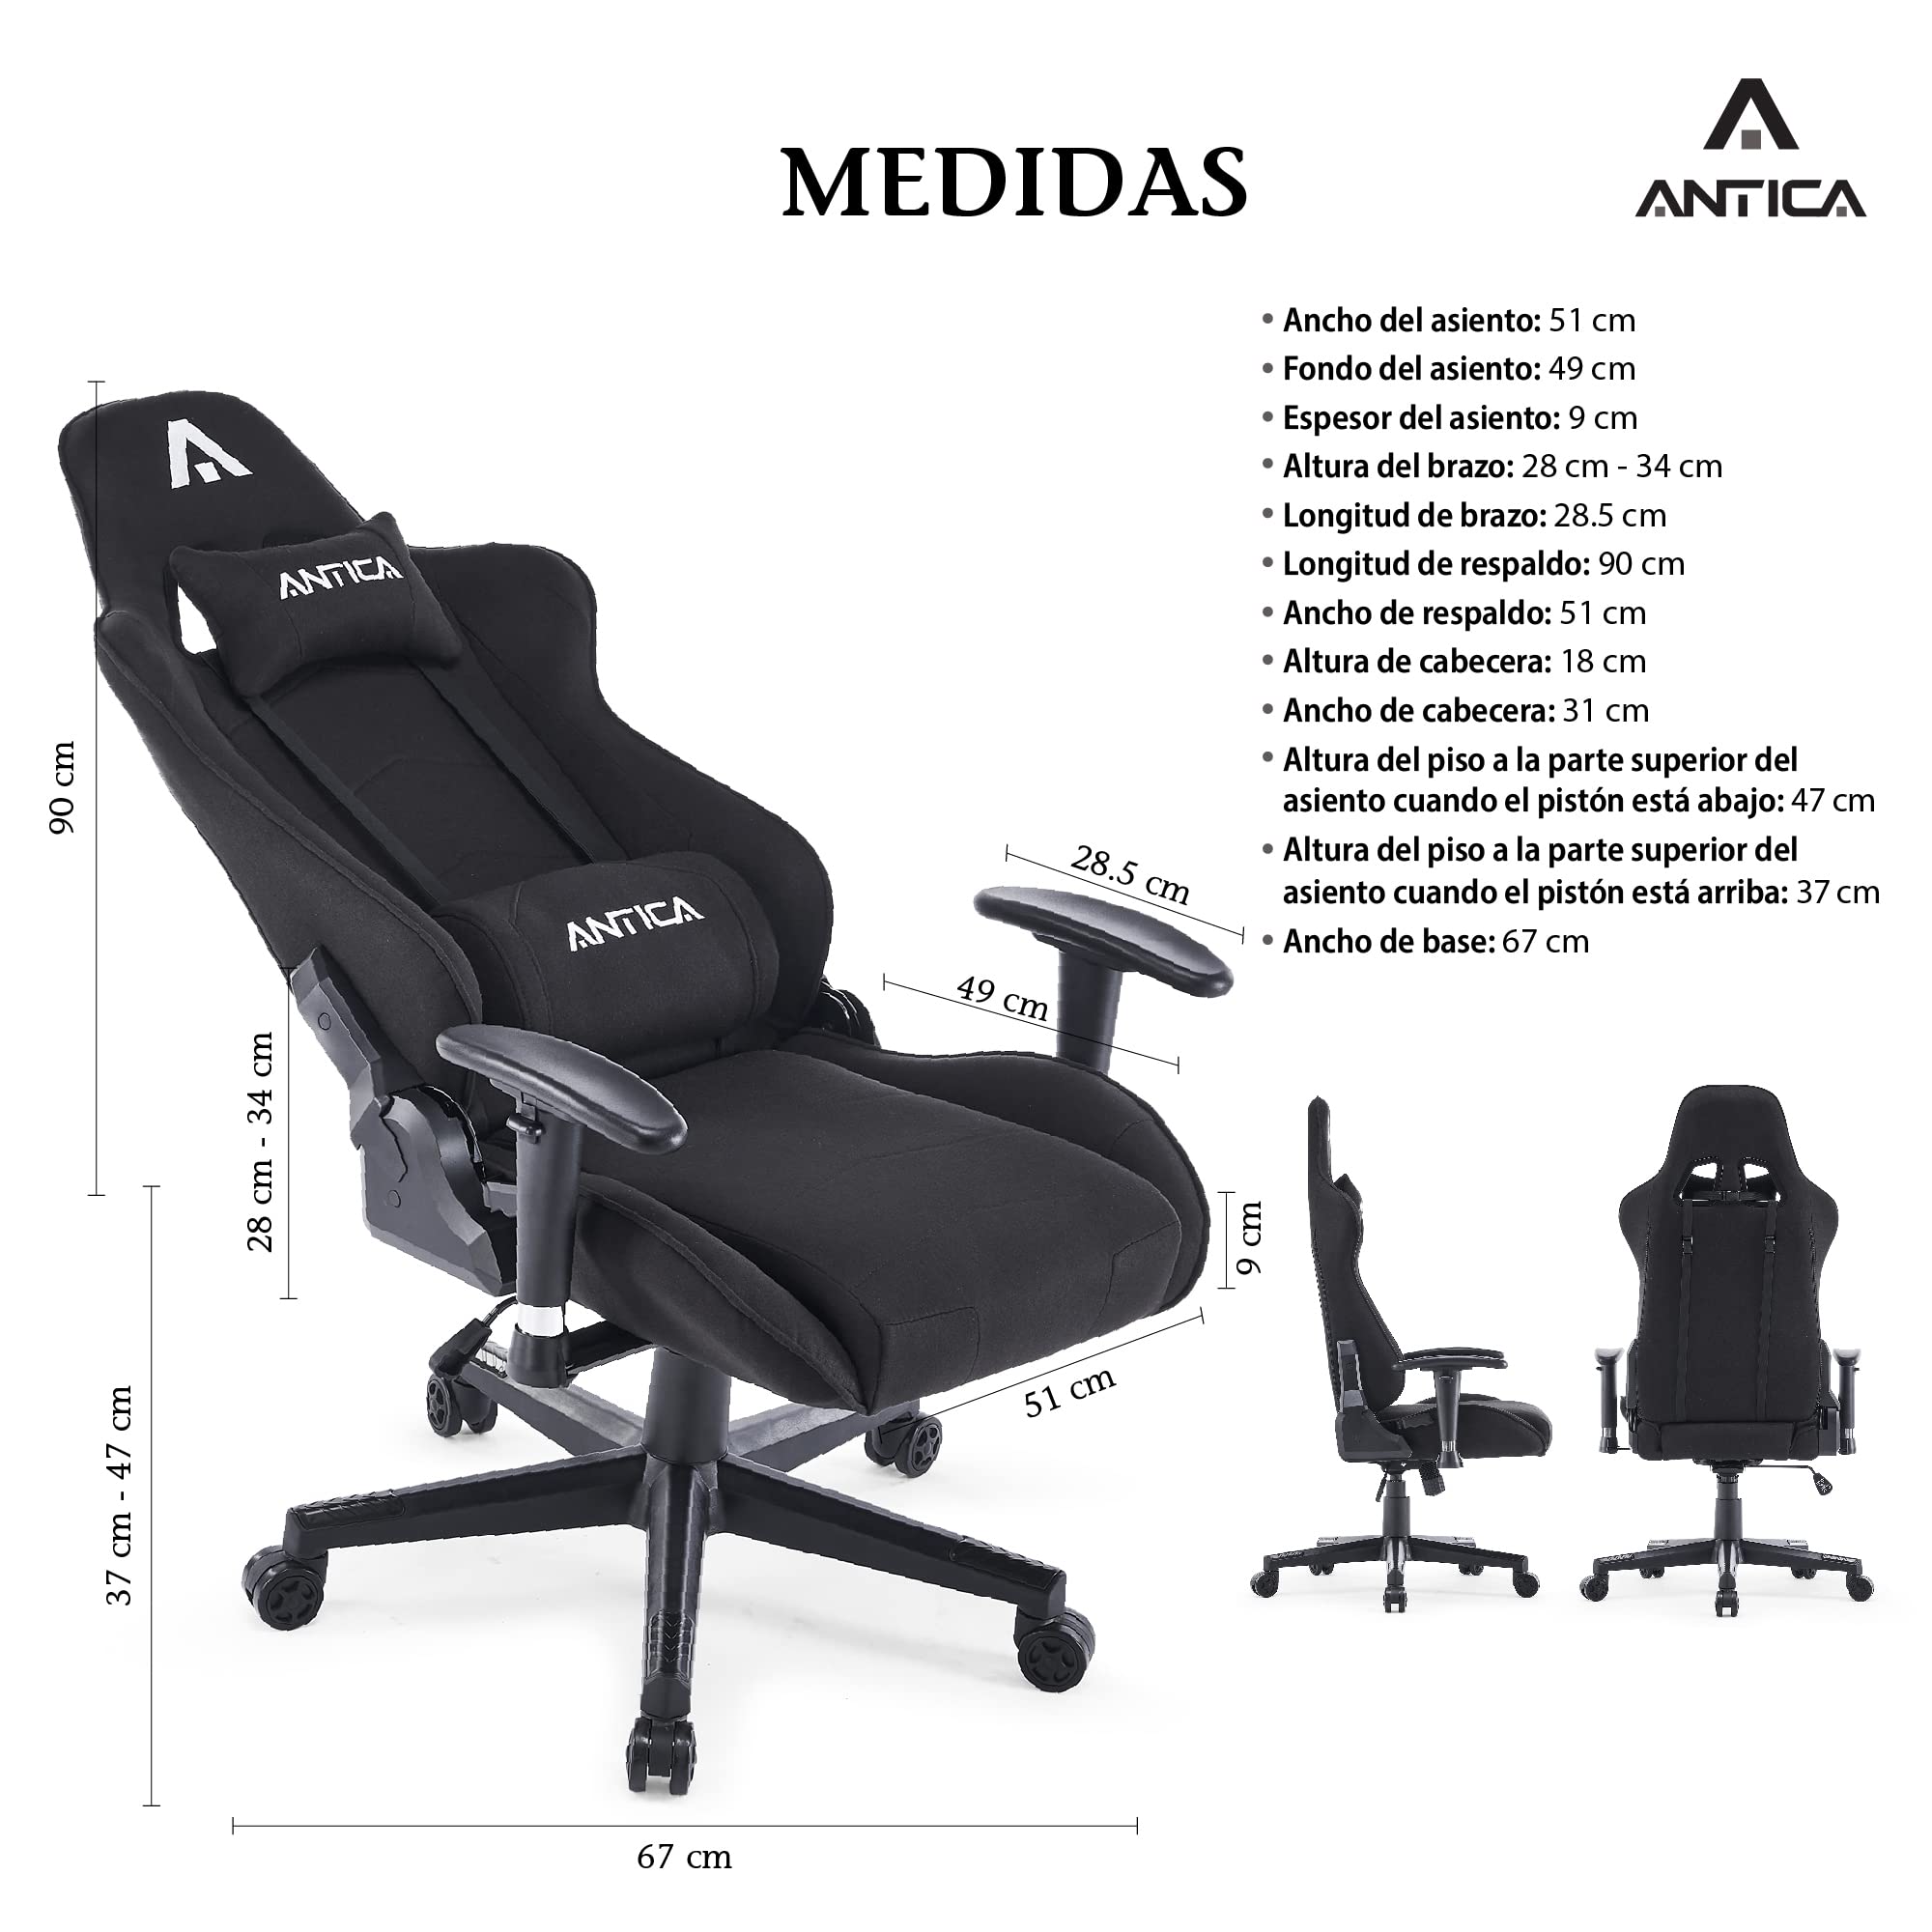 MEDIDAS
ANTICA
• Ancho del asiento: 51 cm
• Fondo del asiento: 49 cm
• Espesor del asiento: 9 cm
• Altura del brazo: 28 cm - 34 cm
• Longitud de brazo: 28.5 cm
• Longitud de respaldo: 90 cm
• Ancho de respaldo: 51 cm
• Altura de cabecera: 18 cm
• Ancho de cabecera: 31 cm
• Altura del piso a la parte superior del
asiento cuando el pistón está abajo: 47 cm
• Altura del piso a la parte superior del
asiento cuando el pistón está arriba: 37 cm
• Ancho de base: 67 cm
ANTICA
ANTICA
90 cm
28.5 cm
49 cm
28 cm - 34 cm
9 cm
51 cm
37 cm - 47 cm
67 cm